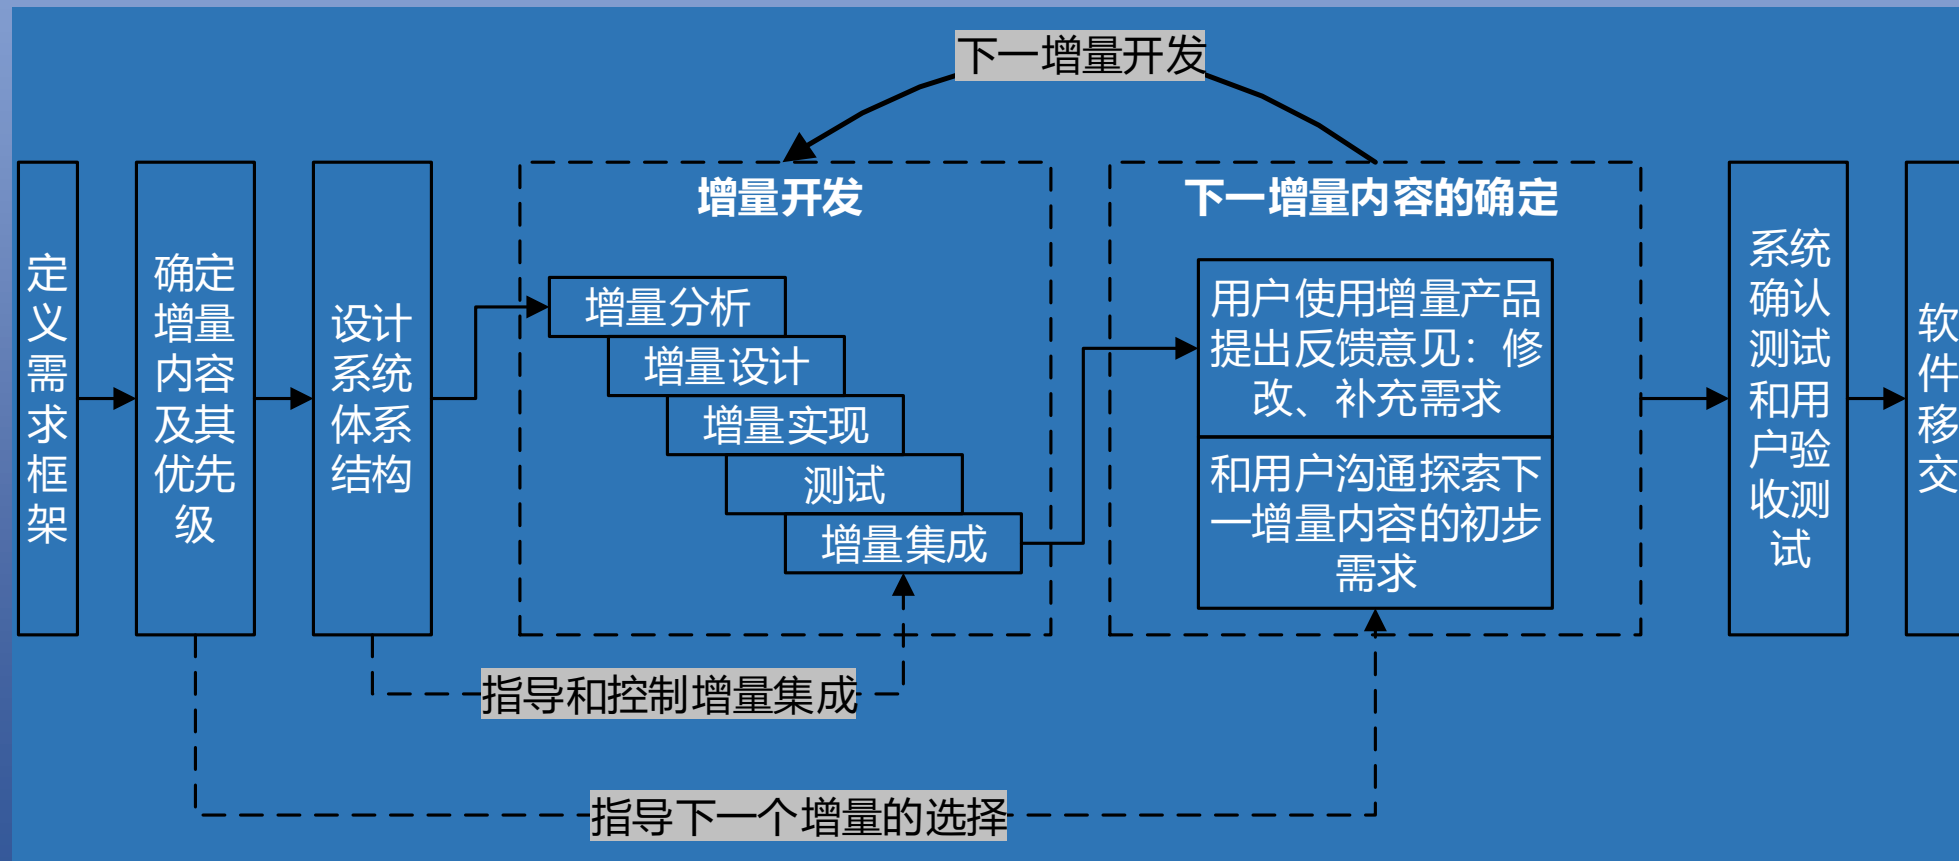 下一增量开发
定
义
需
求
框
架
确定
增量
内容
及其
优先
级
设计
系统
体系
结构
增量开发
增量分析
增量设计
增量实现
测试
增量集成
下一增量内容的确定
用户使用增量产品
提出反馈意见：修
改、补充需求
和用户沟通探索下
一增量内容的初步
需求
系统
确认
测试
和用
户验
收测
试
软
件
移
交
指导和控制增量集成
指导下一个增量的选择